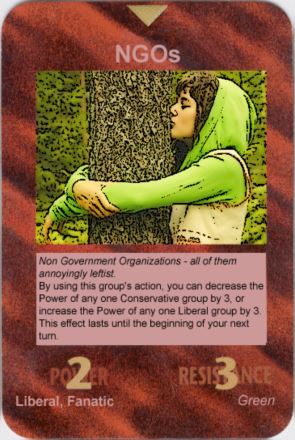 NGOs
Non Government Organizations - all of them
annoyingly leftist.
By using this group's action, you can decrease the
Power of any one Conservative group by 3, or
increase the Power of any one Liberal group by 3.
This effect lasts until the beginning of your next
turn.
POWER 2 RESISTANCE 3
Liberal, Fanatic Green